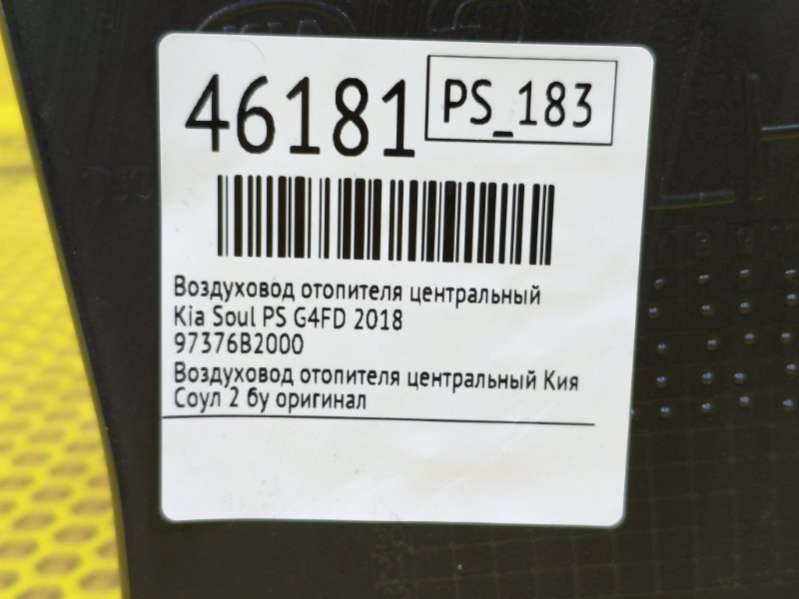 46181
PS_183
Воздуховод отопителя центральный
Kia Soul PS G4FD 2018
97376B2000
Воздуховод отопителя центральный Кия
Соул 2 бу оригинал